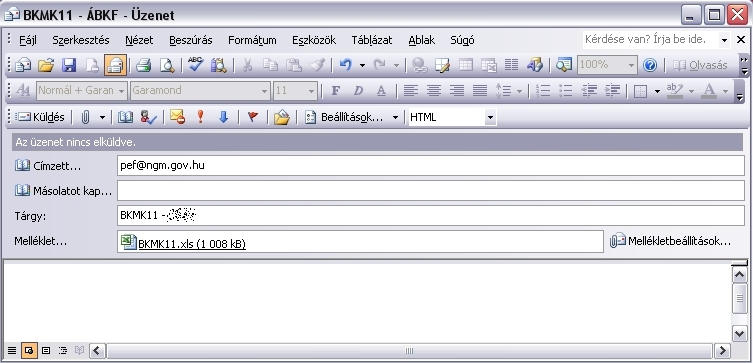 BKMK11 - ÁBKF - Üzenet
Fájl Szerkesztés Nézet Beszúrás Formátum Eszközök Táblázat Ablak Súgó Kérdése van? Írja be ide.
100% Olvasás
Normál + Garan Garamond 11 F D A
Küldés Beállítások... HTML
Az üzenet nincs elküldve.
Címzett... pef@ngm.gov.hu
Másolatot kap...
Tárgy: BKMK11 -
Melléklet... BKMK11.xls (1 008 kB) Mellékletbeállítások...